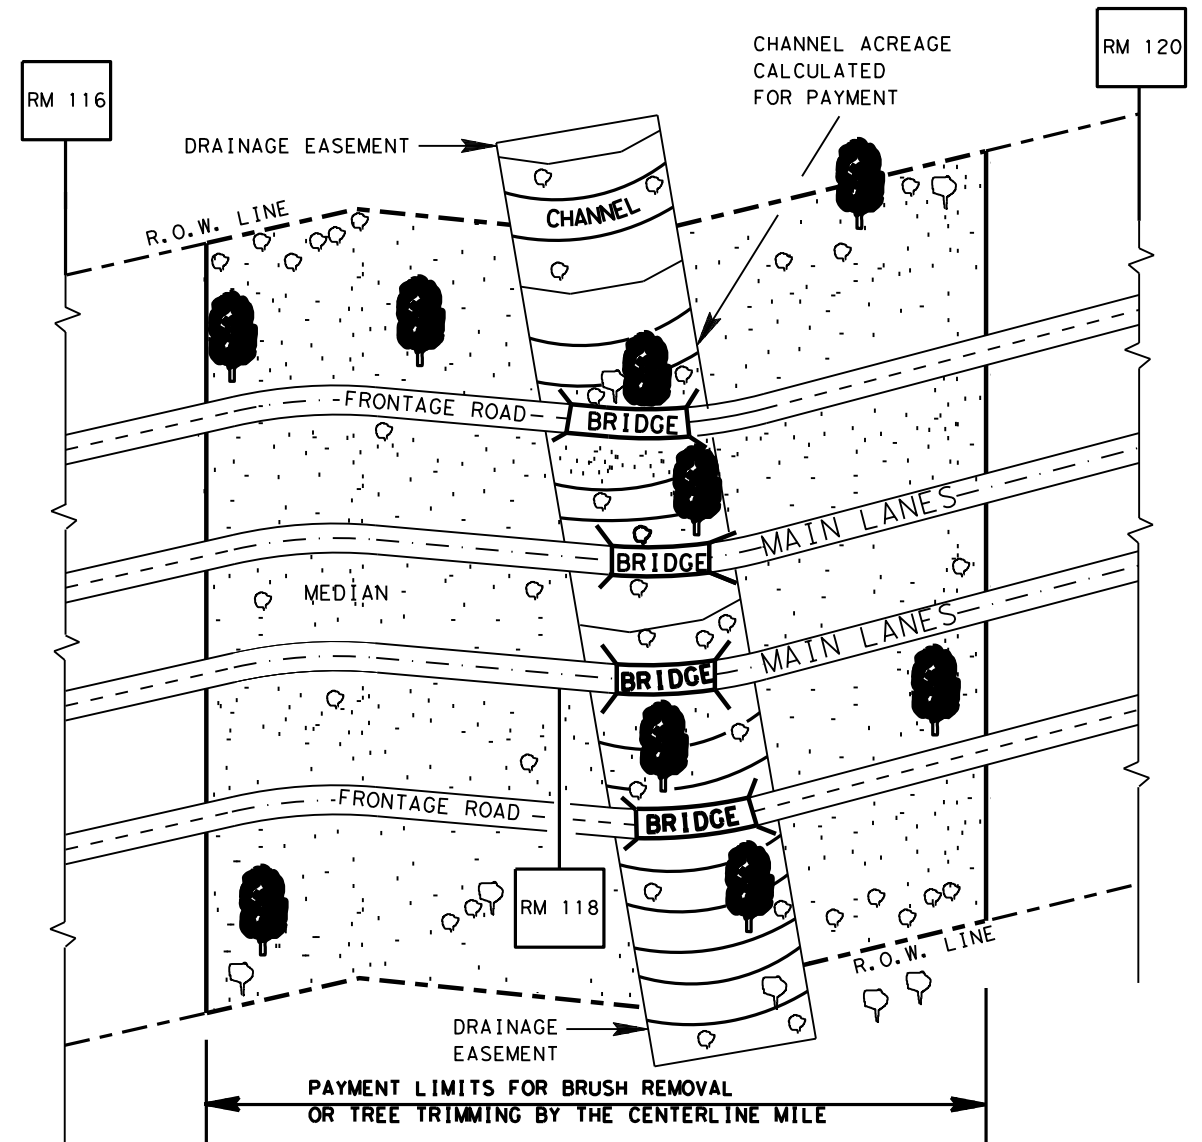 CHANNEL ACREAGE
CALCULATED
FOR PAYMENT
RM 120
RM 116
DRAINAGE EASEMENT
R.O.W. LINE
CHANNEL
FRONTAGE ROAD
BRIDGE
MAIN LANES
BRIDGE
MEDIAN
MAIN LANES
BRIDGE
FRONTAGE ROAD
BRIDGE
RM 118
R.O.W. LINE
DRAINAGE
EASEMENT
PAYMENT LIMITS FOR BRUSH REMOVAL
OR TREE TRIMMING BY THE CENTERLINE MILE